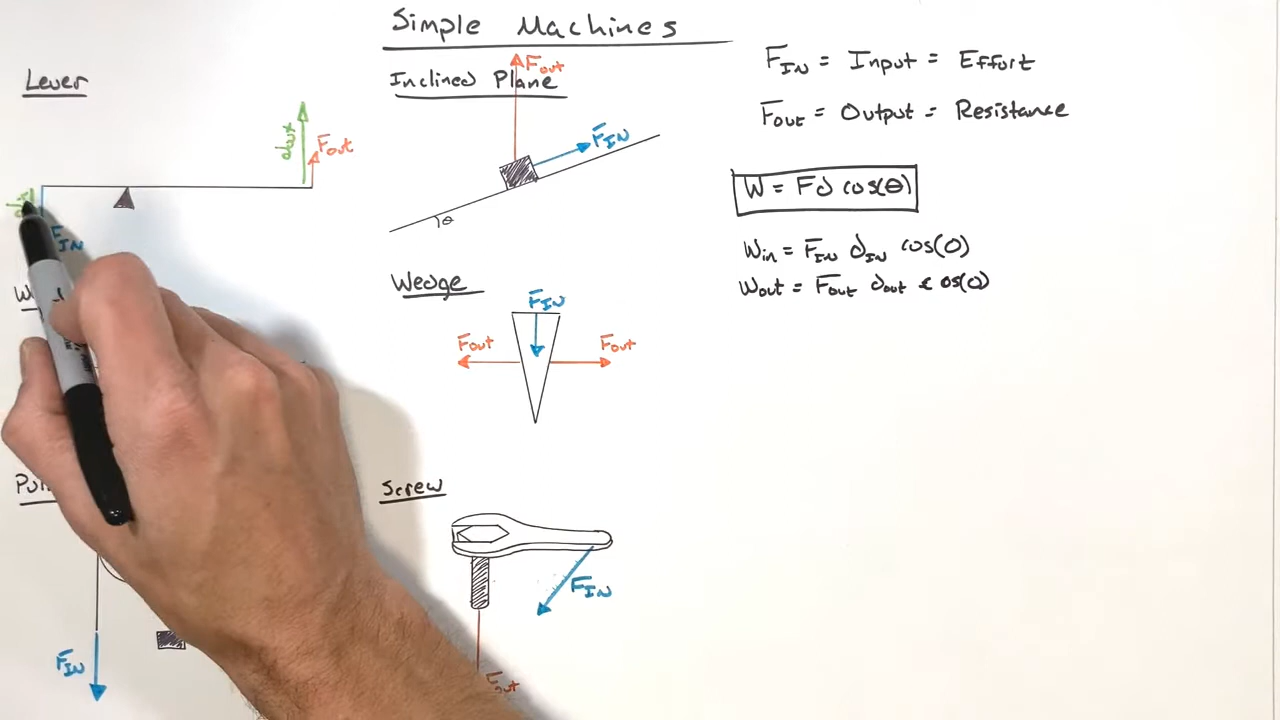 Simple Machines
Lever
dout
Fout
FIN
Inclined Plane
Fout
FIN
θ
Wedge
FIN
Fout
Fout
FIN
Screw
FIN
FIN = Input = Effort
Fout = Output = Resistance
W = Fd cos(θ)
Win = FIN dIN cos(0)
Wout = Fout dout cos(0)